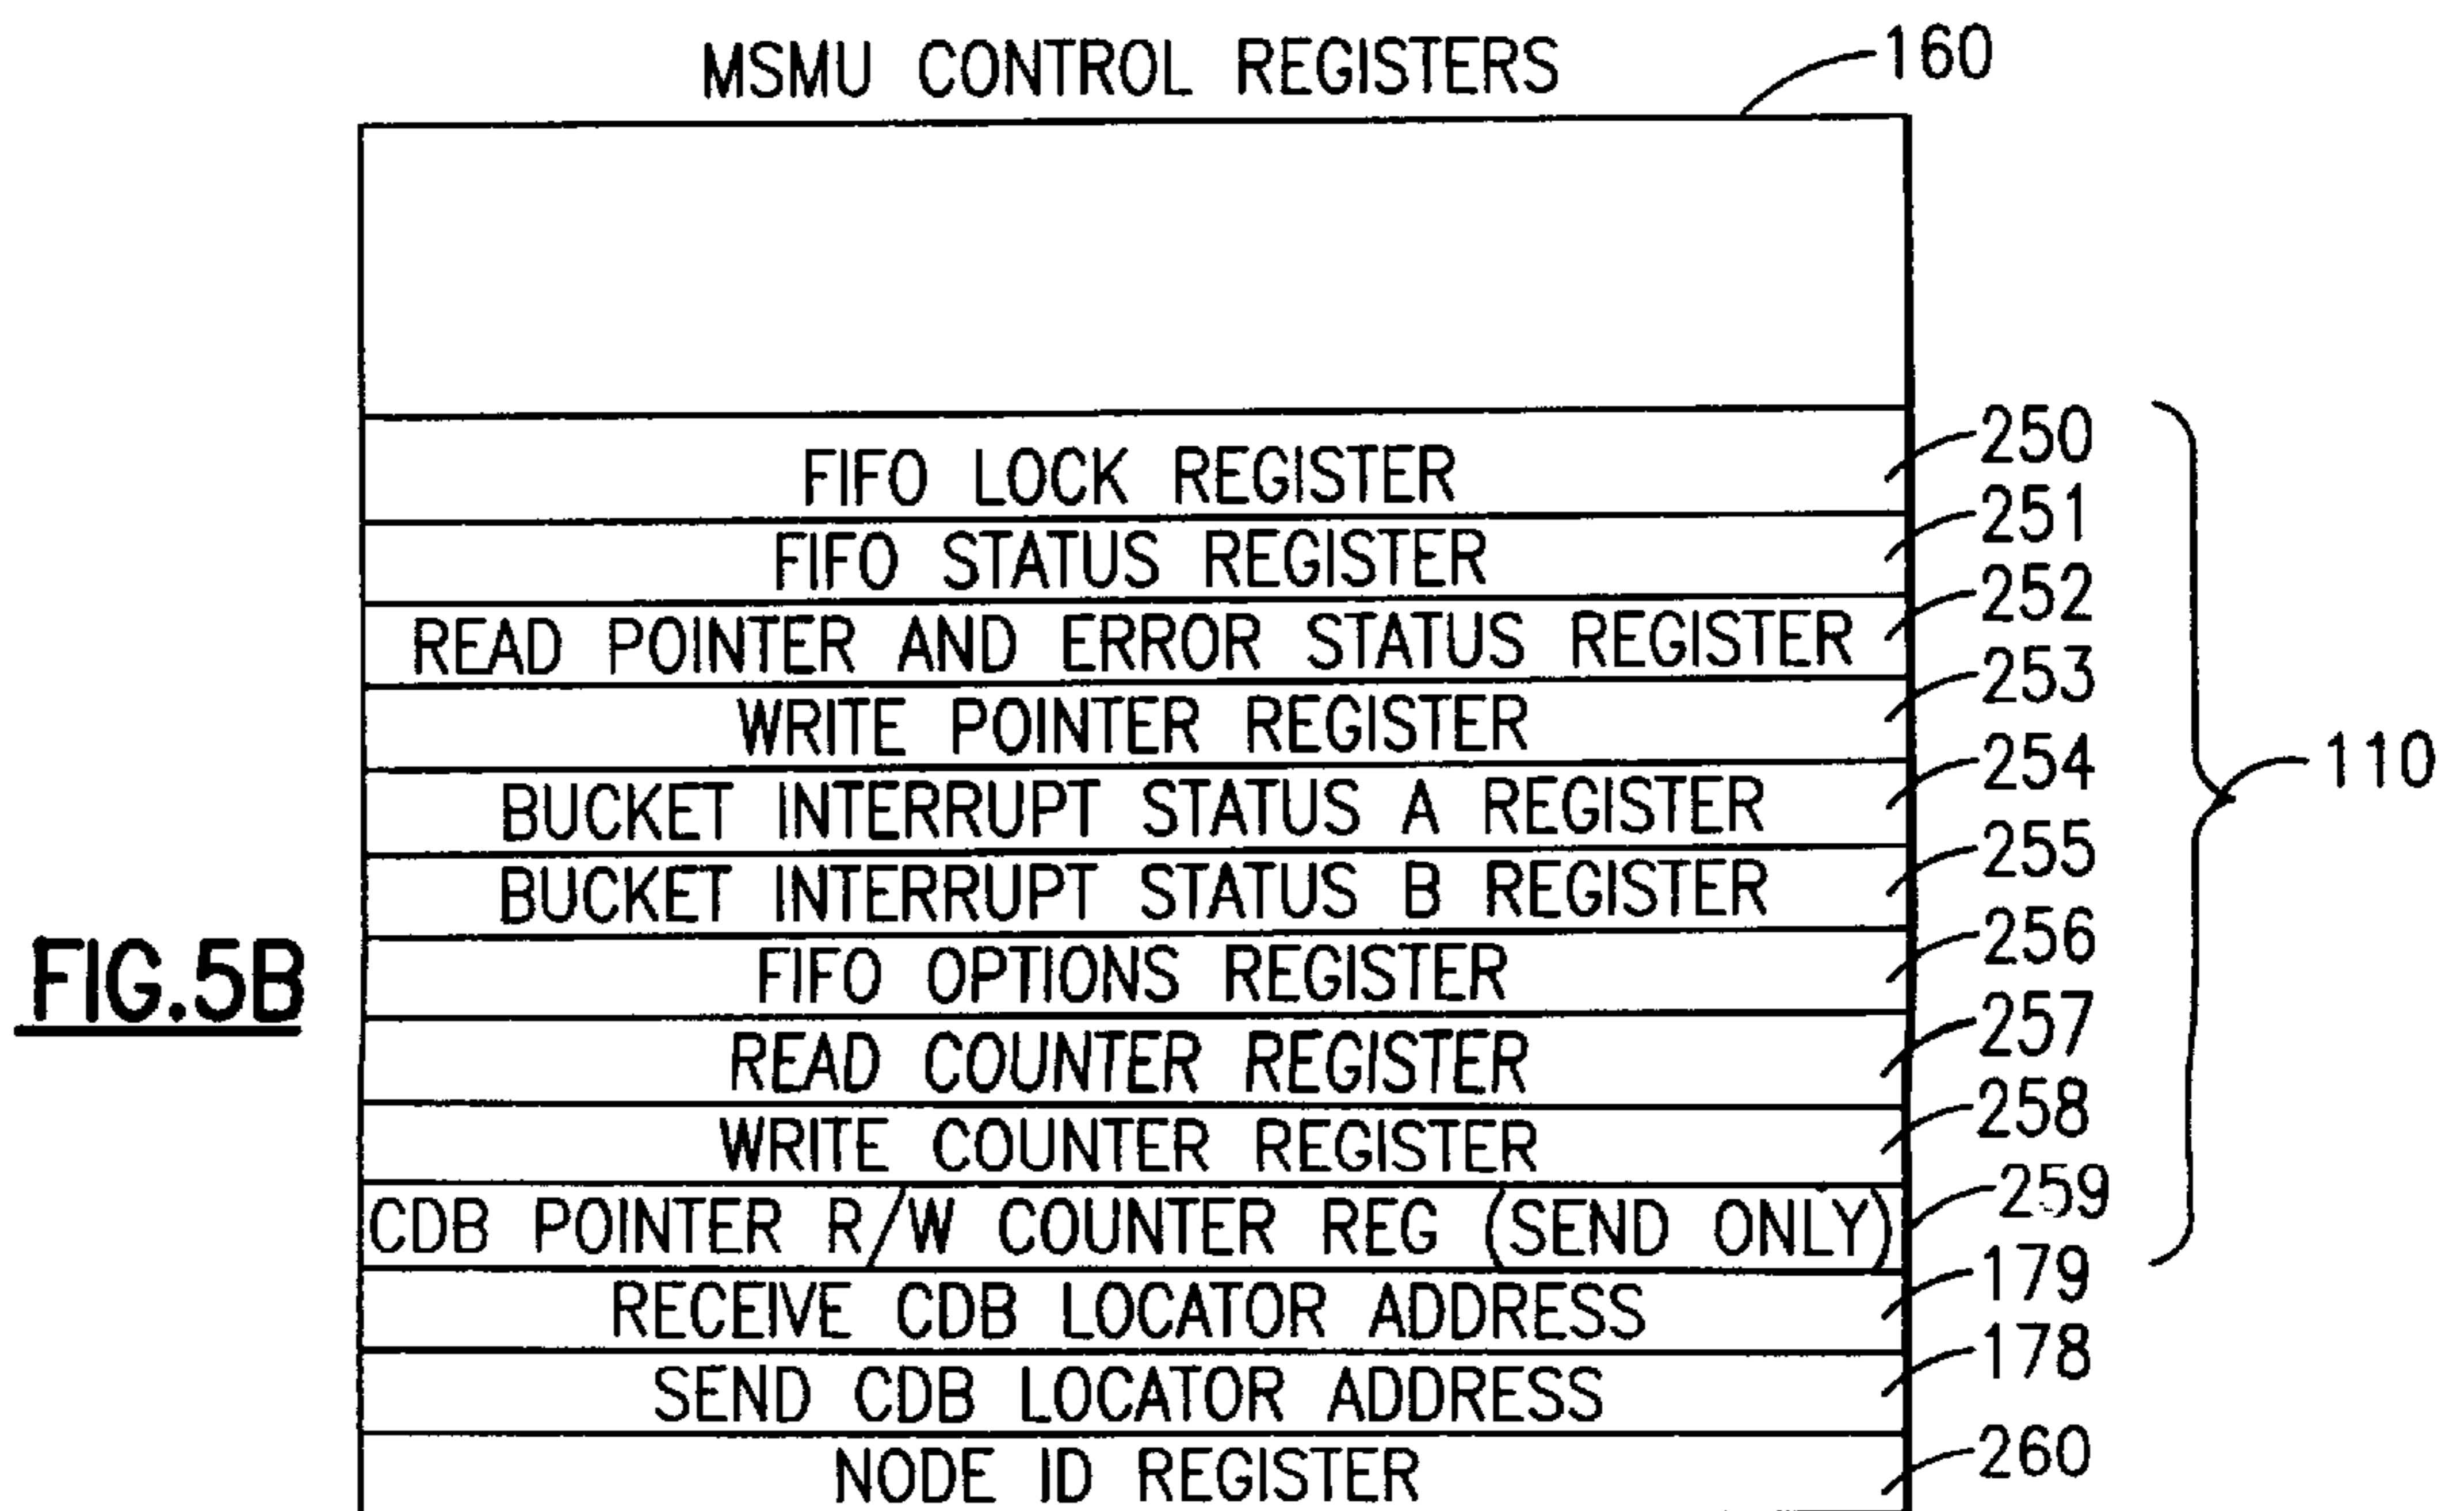 MSMU CONTROL REGISTERS 160
FIFO LOCK REGISTER 250
FIFO STATUS REGISTER 251
READ POINTER AND ERROR STATUS REGISTER 252
WRITE POINTER REGISTER 253
BUCKET INTERRUPT STATUS A REGISTER 254
110
BUCKET INTERRUPT STATUS B REGISTER 255
FIFO OPTIONS REGISTER 256
FIG.5B
READ COUNTER REGISTER 257
WRITE COUNTER REGISTER 258
CDB POINTER R/W COUNTER REG (SEND ONLY) 259
RECEIVE CDB LOCATOR ADDRESS 179
SEND CDB LOCATOR ADDRESS 178
NODE ID REGISTER 260